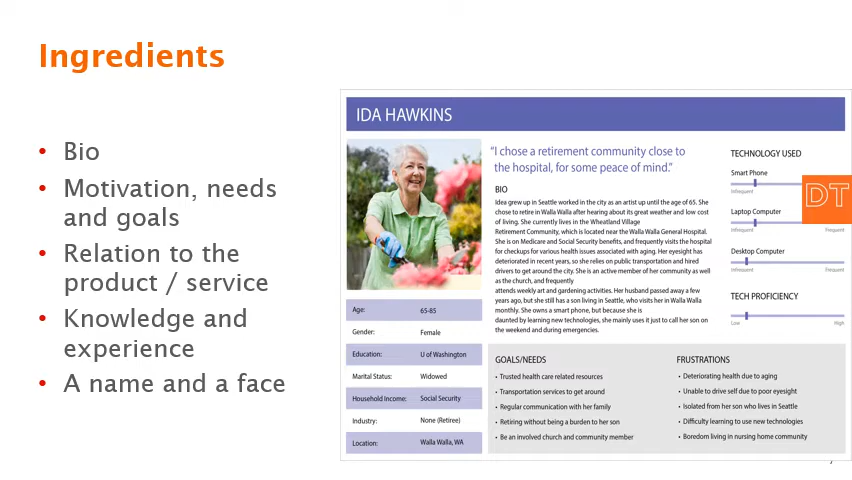 Ingredients
• Bio
• Motivation, needs
and goals
• Relation to the
product / service
• Knowledge and
experience
• A name and a face
IDA HAWKINS
"I chose a retirement community close to
the hospital, for some peace of mind."
BIO
Idea grew up in Seattle worked in the city as an artist up until the age of 65. She
chose to retire in Walla Walla after hearing about its great weather and low cost
of living. She currently lives in the Wheatland Village
Retirement Community, which is located near the Walla Walla General Hospital.
She is on Medicare and Social Security benefits, and frequently visits the hospital
for checkups for various health issues associated with aging. Her eyesight has
deteriorated in recent years, so she relies on public transportation and hired
drivers to get around the city. She is an active member of her community as well
as the church, and frequently
attends weekly art and gardening activities. Her husband passed away a few
years ago, but she still has a son living in Seattle, who visits her in Walla Walla
monthly. She owns a smart phone, but because she is
daunted by learning new technologies, she mainly uses it just to call her son on
the weekend and during emergencies.
TECHNOLOGY USED
Smart Phone
Infrequent
DT
Laptop Computer
Infrequent Frequent
Desktop Computer
Infrequent Frequent
TECH PROFICIENCY
Low High
Age: 65-85
Gender: Female
Education: U of Washington
Marital Status: Widowed
Household Income: Social Security
Industry: None (Retiree)
Location: Walla Walla, WA
GOALS/NEEDS
• Trusted health care related resources
• Transportation services to get around
• Regular communication with her family
• Retiring without being a burden to her son
• Be an involved church and community member
FRUSTRATIONS
• Deteriorating health due to aging
• Unable to drive self due to poor eyesight
• Isolated from her son who lives in Seattle
• Difficulty learning to use new technologies
• Boredom living in nursing home community